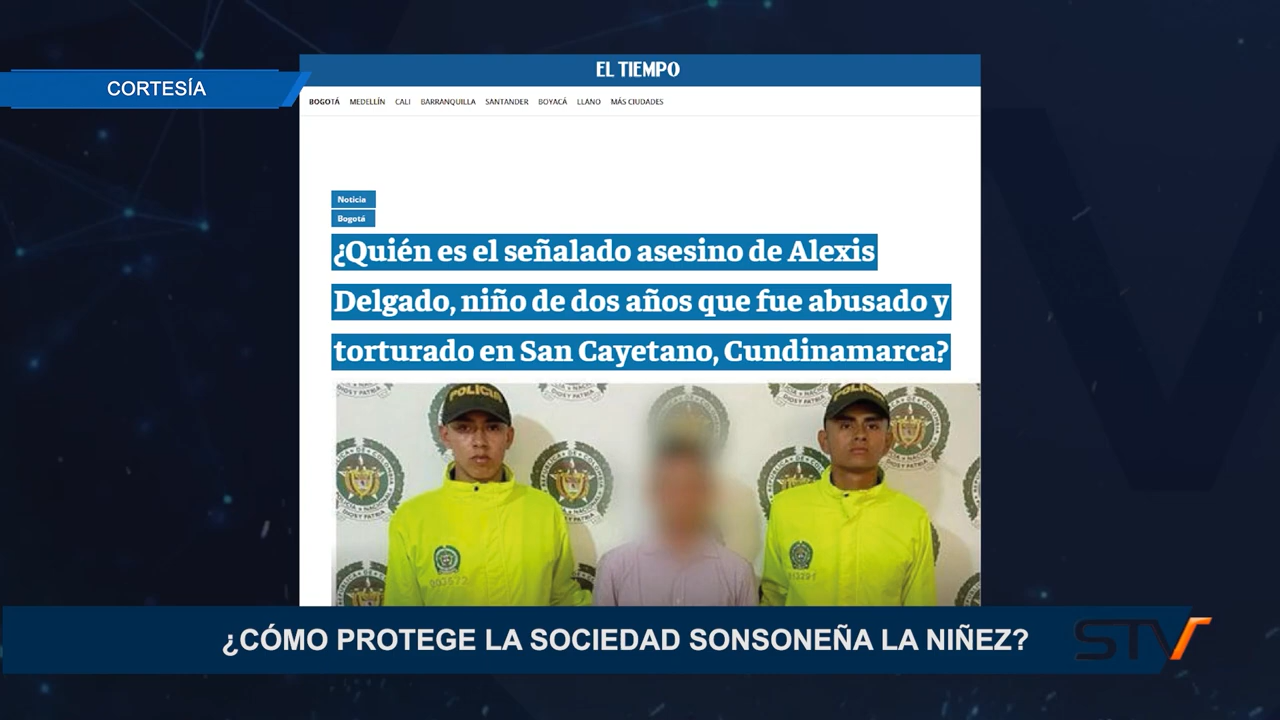 CORTESÍA
EL TIEMPO
BOGOTÁ MEDELLÍN CALI BARRANQUILLA SANTANDER BOYACÁ LLANO MÁS CIUDADES
Noticia
Bogotá
¿Quién es el señalado asesino de Alexis
Delgado, niño de dos años que fue abusado y
torturado en San Cayetano, Cundinamarca?
POLICIA
¿CÓMO PROTEGE LA SOCIEDAD SONSONEÑA LA NIÑEZ?
STV